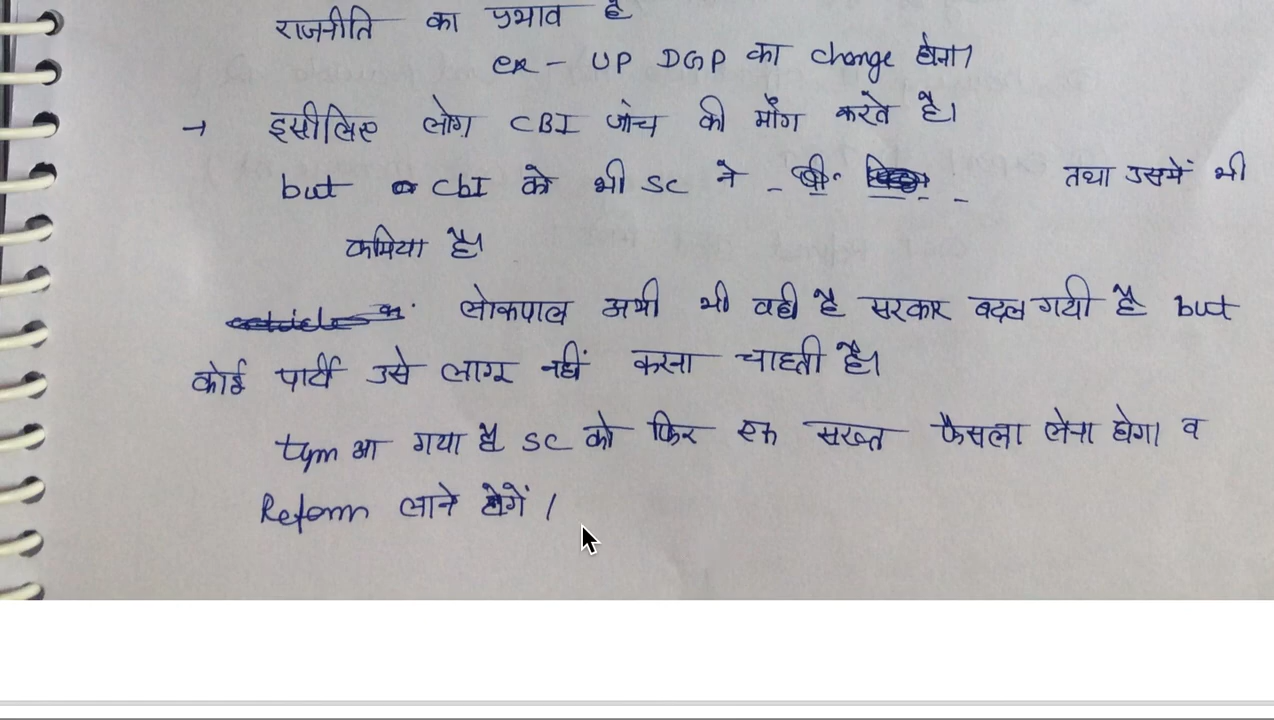 राजनीति का प्रभाव है
ex - UP DGP का change होना।
→ इसीलिए लोग CBI जांच की माँग करते है।
but CbI को भी SC ने - तथा उसमें भी
कमिया है।
लोकपाल अभी भी वही है सरकार बदल गयी है but
कोई पार्टी उसे लागू नहीं करना चाहती है।
tym आ गया है SC को फिर एक सख्त फैसला लेना होगा व
Reform लाने होगें।